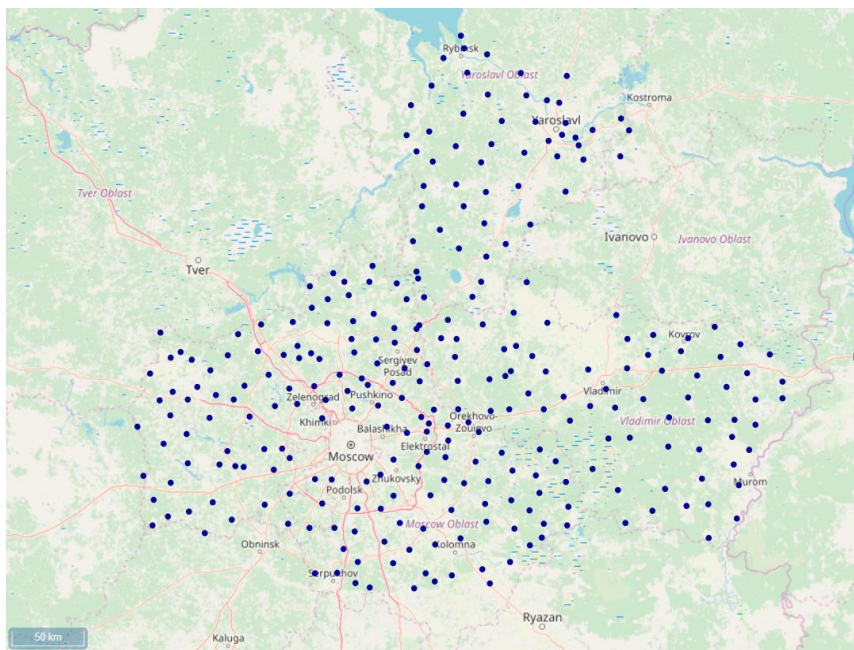 Rybinsk
Yaroslavl Oblast
Kostroma
Yaroslavl
Tver Oblast
Ivanovo
Ivanovo Oblast
Tver
Kovrov
Sergiyev
Posad
Zelenograd
Pushkino
Vladimir
Khimki
Balashikha
Orekhovo-
Zuyevo
Vladimir Oblast
Elektrostal
Moscow
Zhukovsky
Murom
Podolsk
Moscow Oblast
Obninsk
Kolomna
Serpukhov
Ryazan
Kaluga
50 km